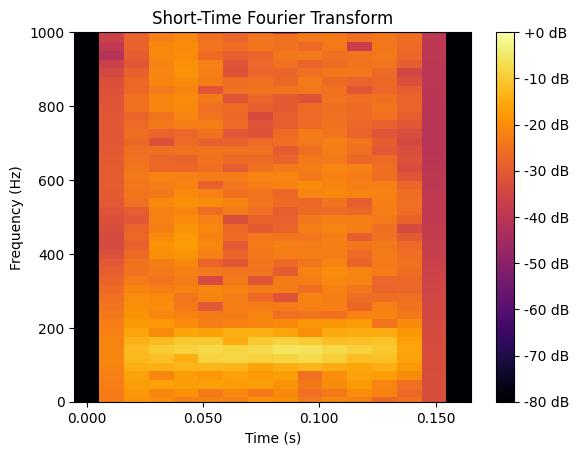 Short-Time Fourier Transform
1000
800
600
400
200
0
Frequency (Hz)
0.000
0.050
0.100
0.150
Time (s)
+0 dB
-10 dB
-20 dB
-30 dB
-40 dB
-50 dB
-60 dB
-70 dB
-80 dB